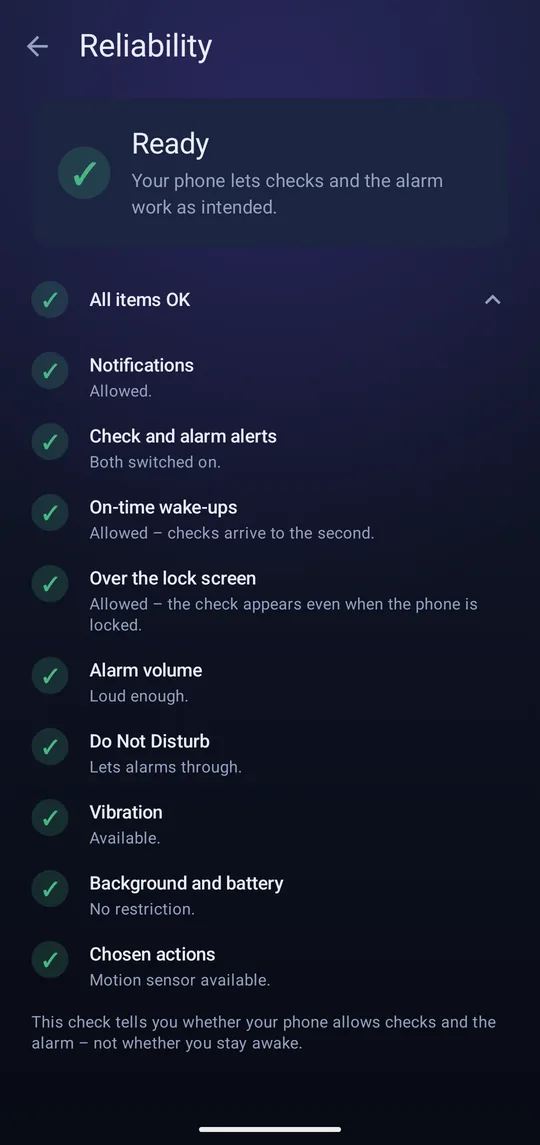 Reliability
Ready
Your phone lets checks and the alarm
work as intended.
All items OK
Notifications
Allowed.
Check and alarm alerts
Both switched on.
On-time wake-ups
Allowed – checks arrive to the second.
Over the lock screen
Allowed – the check appears even when the phone is
locked.
Alarm volume
Loud enough.
Do Not Disturb
Lets alarms through.
Vibration
Available.
Background and battery
No restriction.
Chosen actions
Motion sensor available.
This check tells you whether your phone allows checks and the
alarm – not whether you stay awake.